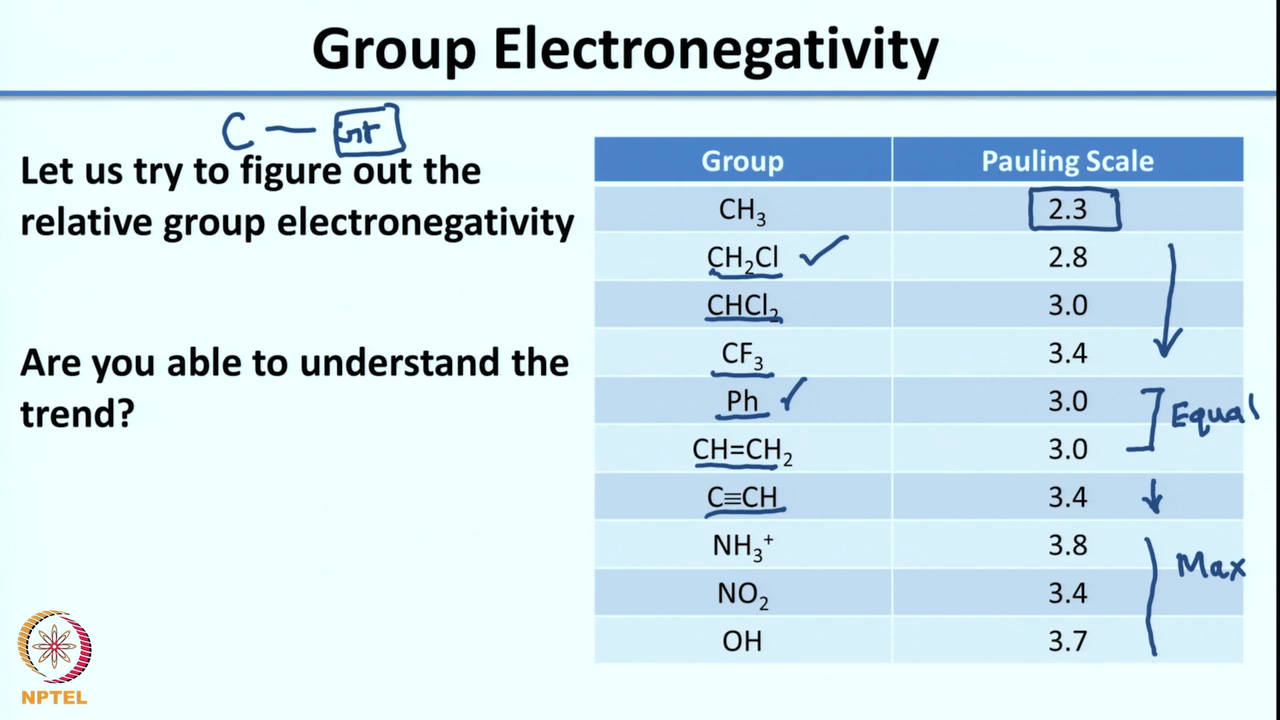 Group Electronegativity
C — Gr
Let us try to figure out the
relative group electronegativity
Are you able to understand the
trend?
Group Pauling Scale
CH₃ 2.3
CH₂Cl 2.8
CHCl₂ 3.0
CF₃ 3.4
Ph 3.0
CH=CH₂ 3.0
Equal
C≡CH 3.4
NH₃⁺ 3.8
Max
NO₂ 3.4
OH 3.7
NPTEL